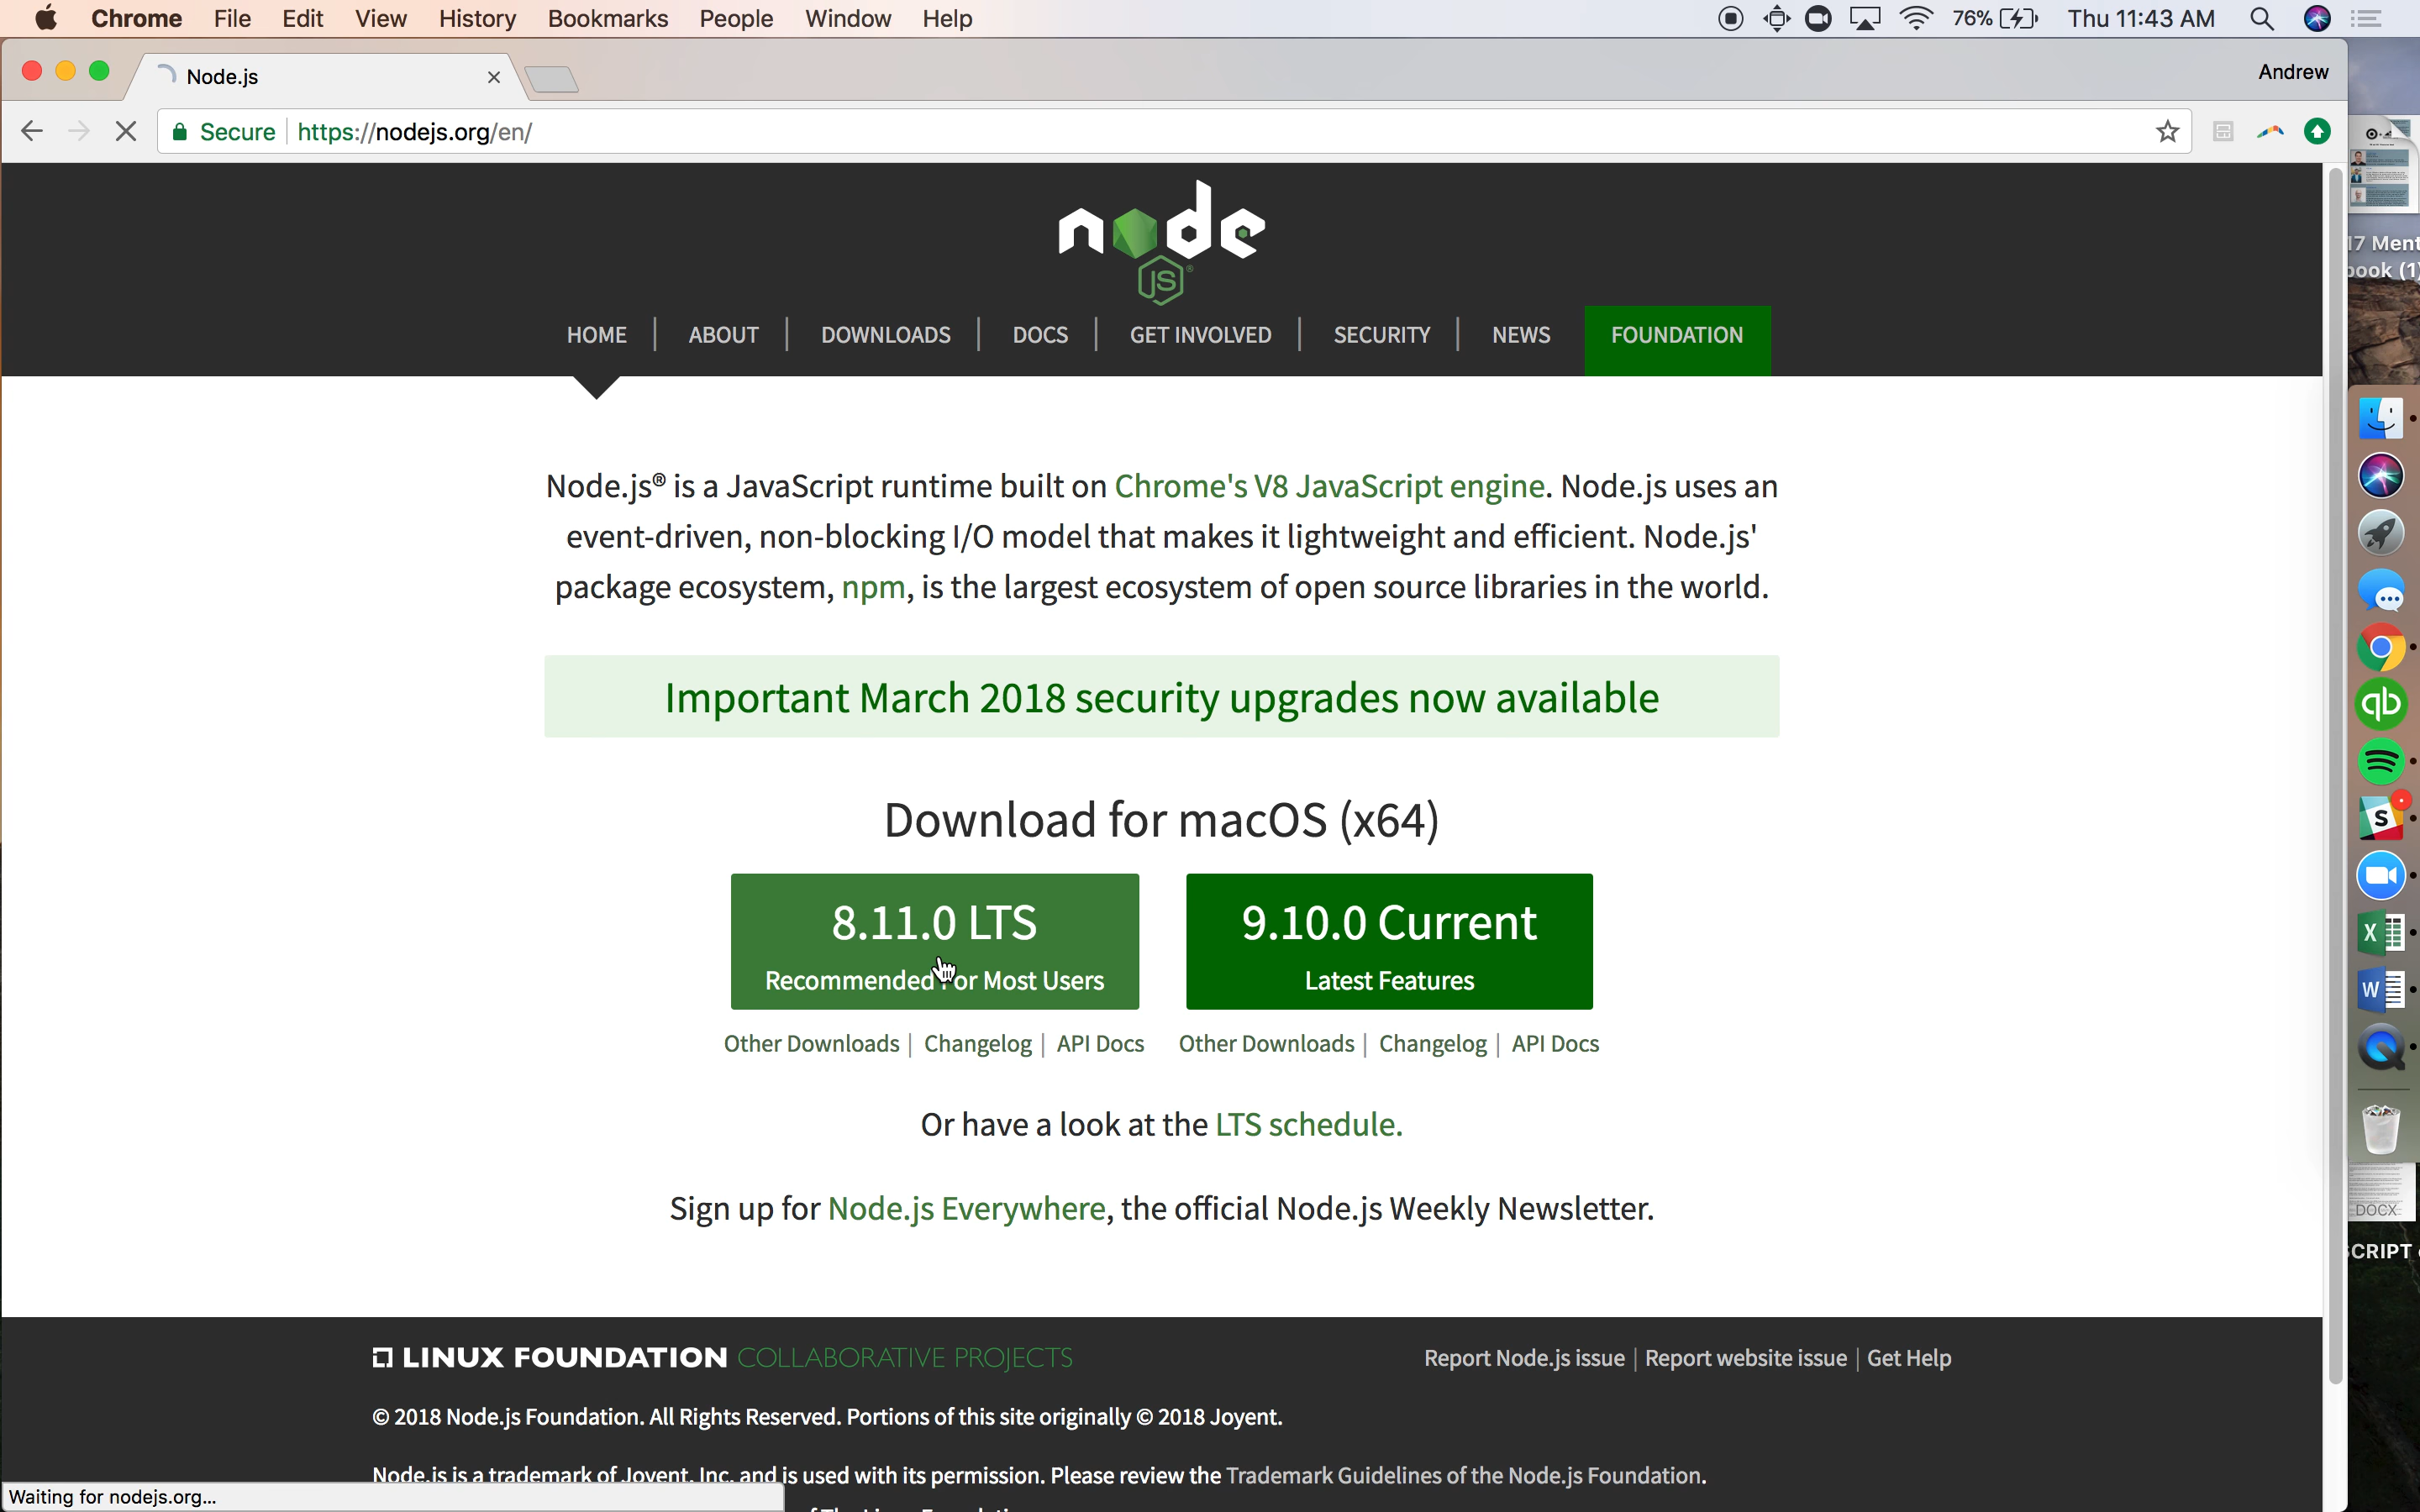 Chrome File Edit View History Bookmarks People Window Help 76% Thu 11:43 AM
Node.js Andrew
Secure https://nodejs.org/en/
node
JS®
HOME ABOUT DOWNLOADS DOCS GET INVOLVED SECURITY NEWS FOUNDATION
17 Ment
book (1)
Node.js® is a JavaScript runtime built on Chrome's V8 JavaScript engine. Node.js uses an
event-driven, non-blocking I/O model that makes it lightweight and efficient. Node.js'
package ecosystem, npm, is the largest ecosystem of open source libraries in the world.
Important March 2018 security upgrades now available
Download for macOS (x64)
8.11.0 LTS
Recommended For Most Users
9.10.0 Current
Latest Features
Other Downloads | Changelog | API Docs
Other Downloads | Changelog | API Docs
Or have a look at the LTS schedule.
Sign up for Node.js Everywhere, the official Node.js Weekly Newsletter.
qb
S
X
W
DOCX
SCRIPT
LINUX FOUNDATION COLLABORATIVE PROJECTS
Report Node.js issue | Report website issue | Get Help
© 2018 Node.js Foundation. All Rights Reserved. Portions of this site originally © 2018 Joyent.
Node.js is a trademark of Joyent, Inc. and is used with its permission. Please review the Trademark Guidelines of the Node.js Foundation.
Waiting for nodejs.org...